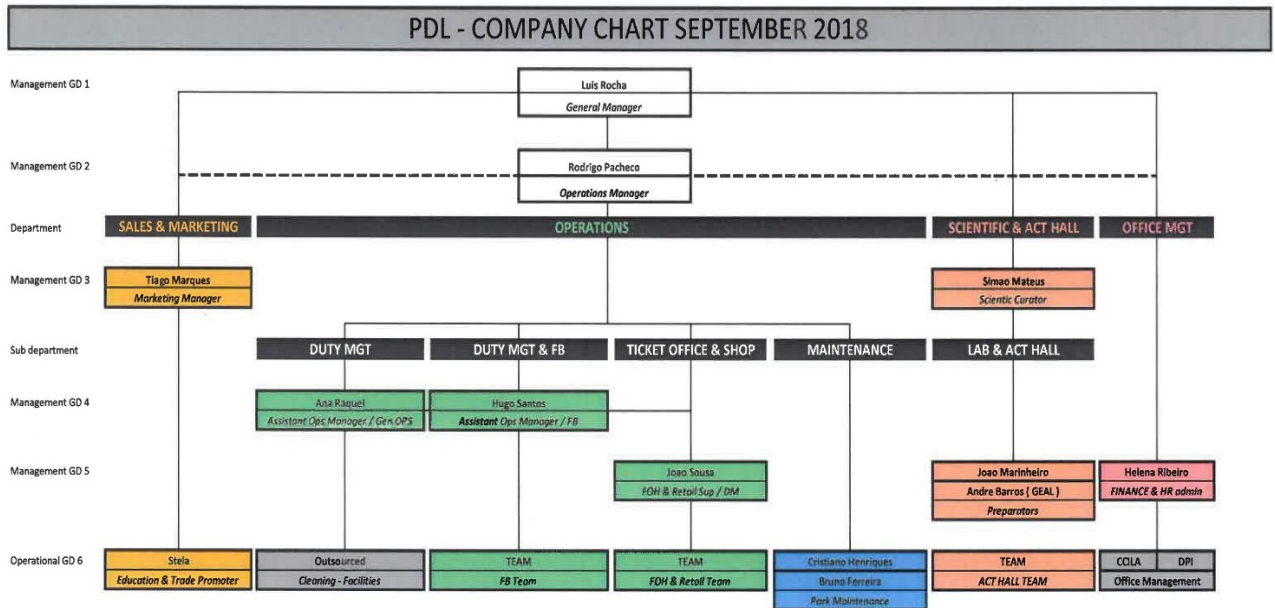 PDL - COMPANY CHART SEPTEMBER 2018
Management GD 1
Luis Rocha
General Manager
Management GD 2
Rodrigo Pacheco
Operations Manager
Department
SALES & MARKETING
OPERATIONS
SCIENTIFIC & ACT HALL
OFFICE MGT
Management GD 3
Tiago Marques
Marketing Manager
Simao Mateus
Scientic Curator
Sub department
DUTY MGT
DUTY MGT & FB
TICKET OFFICE & SHOP
MAINTENANCE
LAB & ACT HALL
Management GD 4
Ana Raquel
Assistant Ops Manager / Gen OPS
Hugo Santos
Assistant Ops Manager / FB
Management GD 5
Joao Sousa
FOH & Retail Sup / DM
Joao Marinheiro
Andre Barros ( GEAL )
Preparators
Helena Ribeiro
FINANCE & HR admin
Operational GD 6
Stela
Education & Trade Promoter
Outsourced
Cleaning - Facilities
TEAM
FB Team
TEAM
FOH & Retail Team
Cristiano Henriques
Bruno Ferreira
Park Maintenance
TEAM
ACT HALL TEAM
CCILA DPI
Office Management